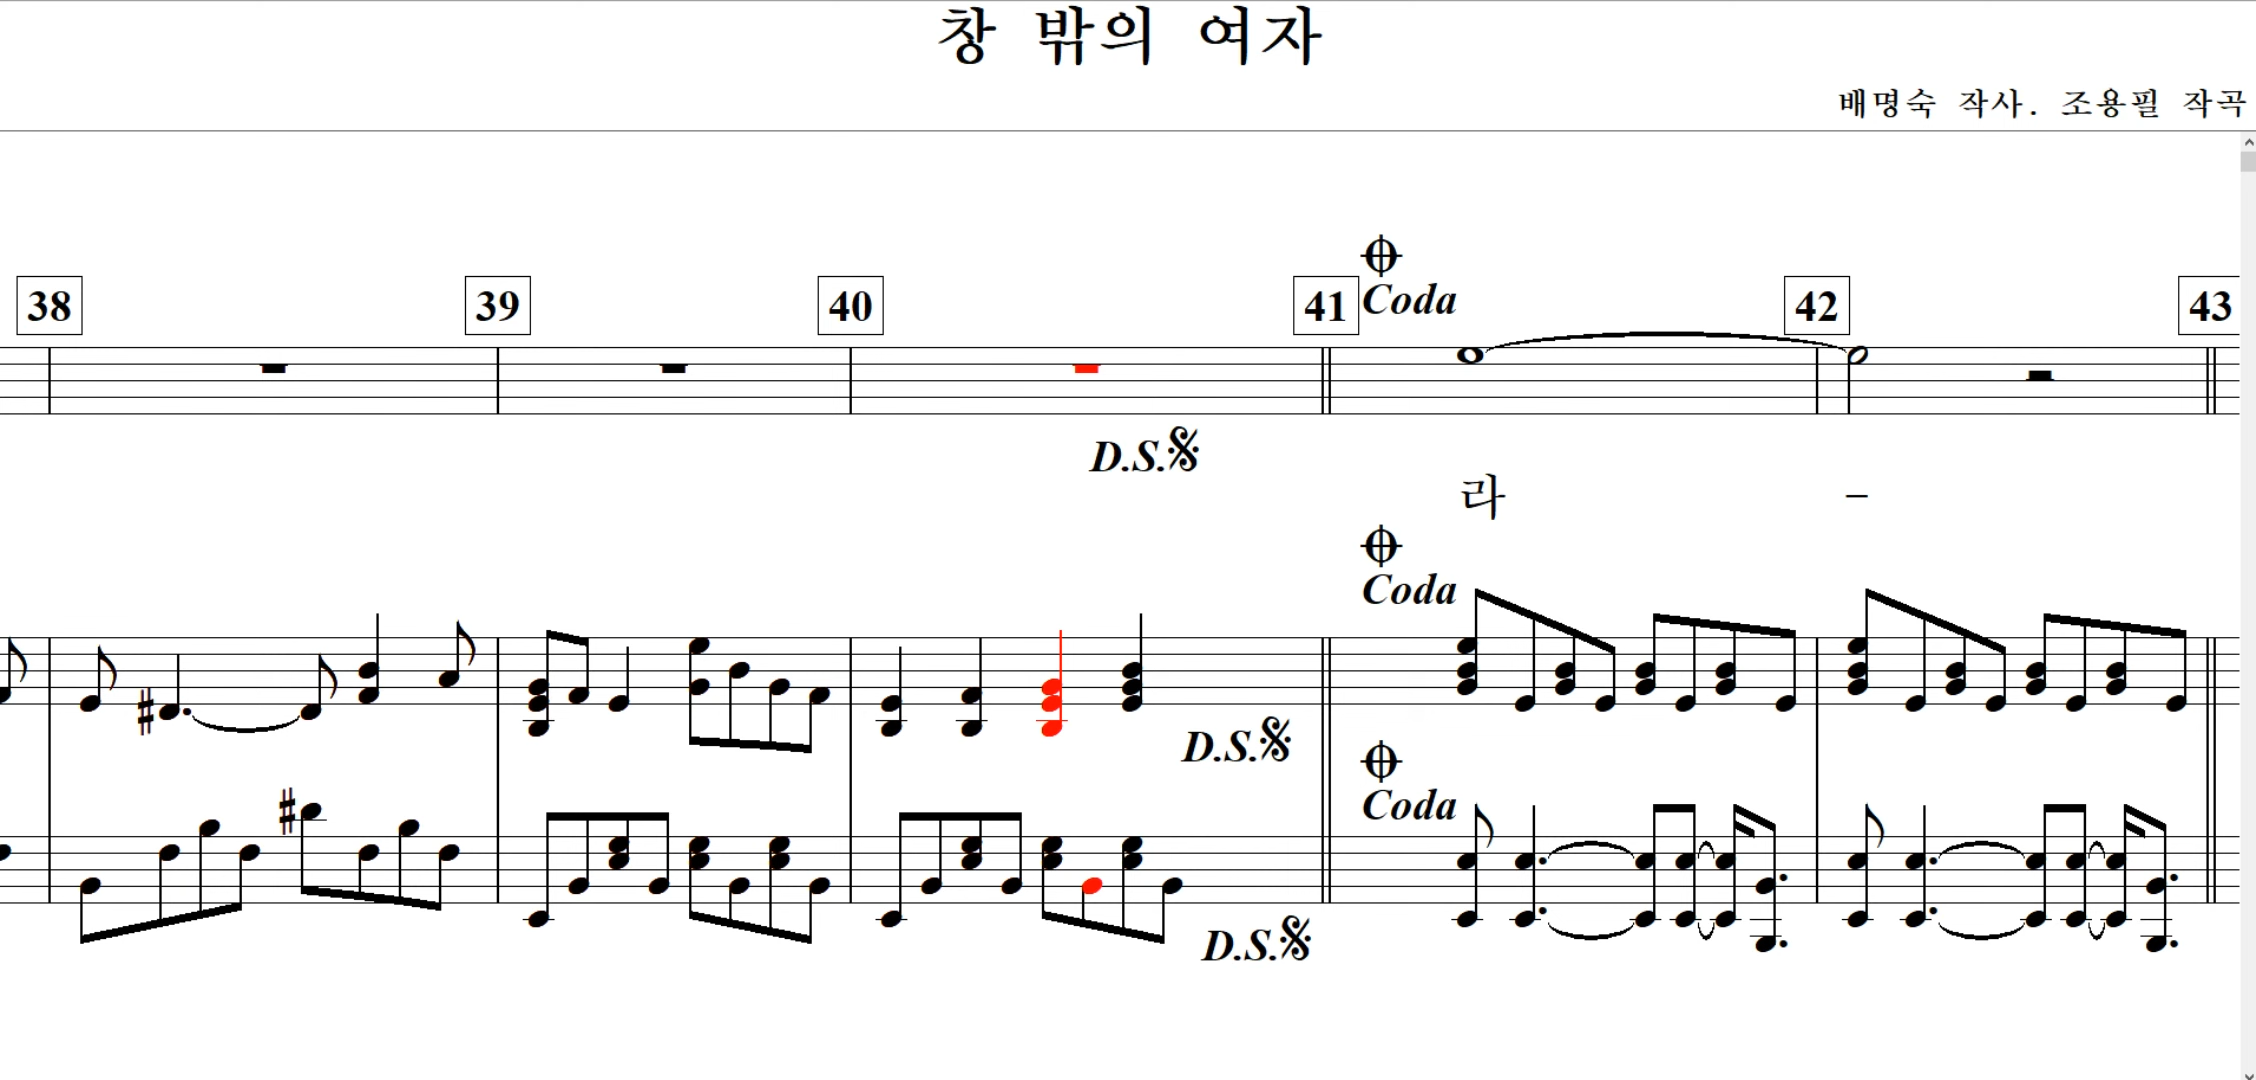 창 밖의 여자
배명숙 작사. 조용필 작곡
38 39 40 41 Coda 42 43
D.S.
라 -
Coda
D.S.
Coda
D.S.